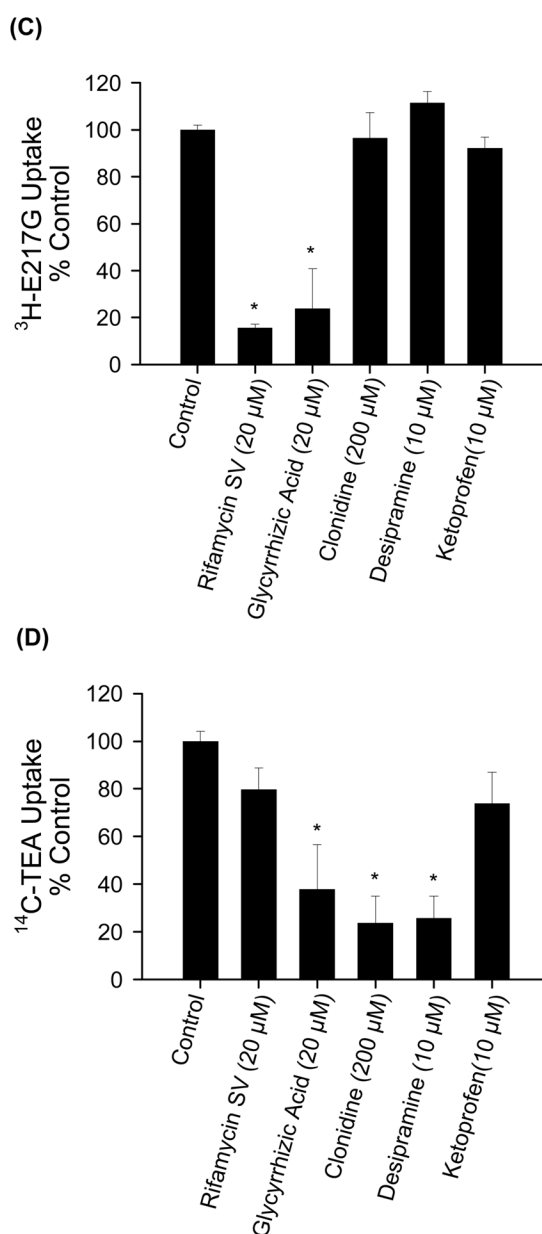 (C)
³H-E217G Uptake
% Control
120
100
80
60
40
20
0
*
*
Control
Rifamycin SV (20 µM)
Glycyrrhizic Acid (20 µM)
Clonidine (200 µM)
Desipramine (10 µM)
Ketoprofen(10 µM)
(D)
¹⁴C-TEA Uptake
% Control
120
100
80
60
40
20
0
*
*
*
Control
Rifamycin SV (20 µM)
Glycyrrhizic Acid (20 µM)
Clonidine (200 µM)
Desipramine (10 µM)
Ketoprofen(10 µM)